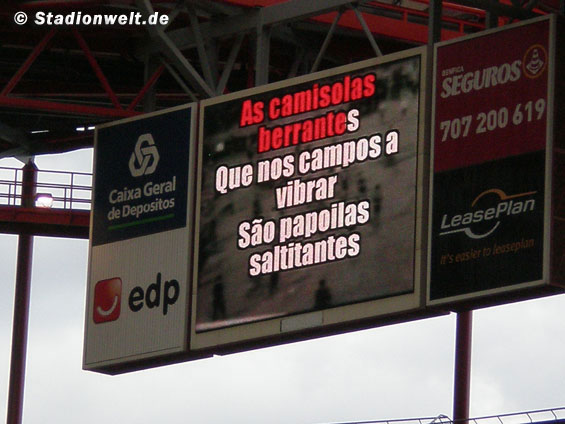 © Stadionwelt.de
As camisolas
berrantes
Que nos campos a
vibrar
São papoilas
saltitantes
Caixa Geral
de Depositos
edp
BENFICA
SEGUROS
707 200 619
LeasePlan
It's easier to leaseplan